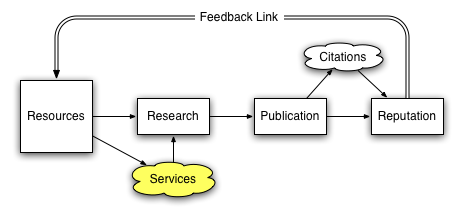 Feedback Link
Citations
Resources
Research
Publication
Reputation
Services